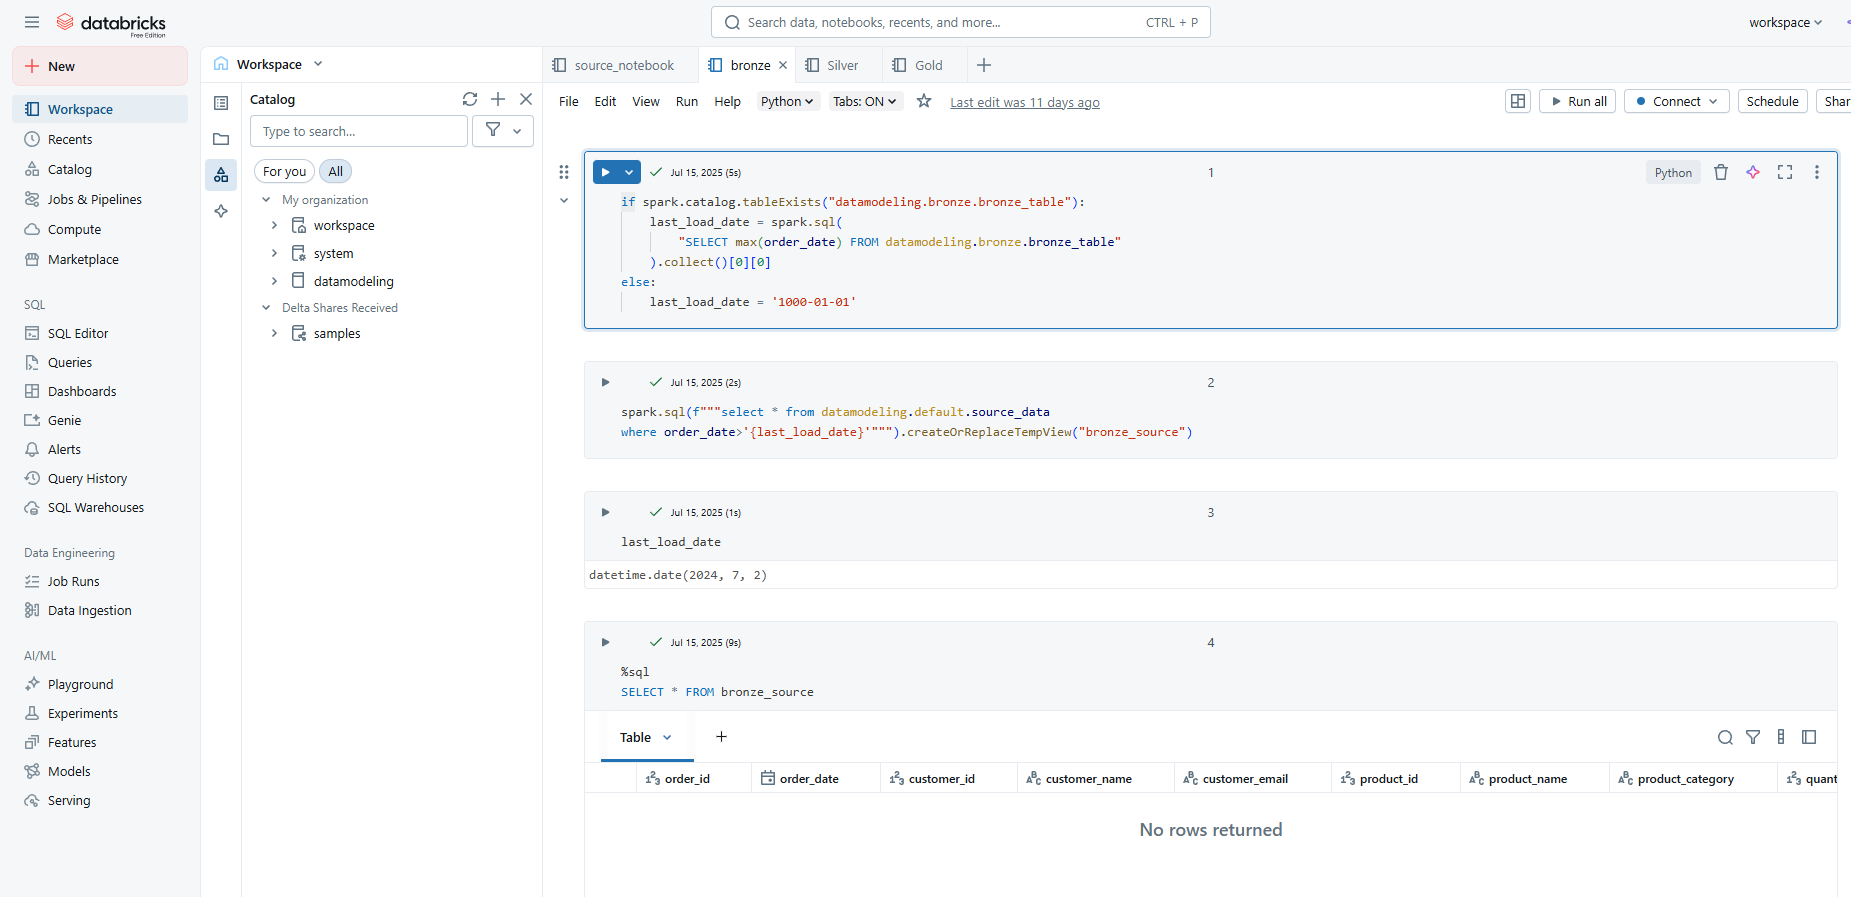 databricks
Free Edition
Search data, notebooks, recents, and more...
CTRL + P
workspace
New
Workspace
Recents
Catalog
Jobs & Pipelines
Compute
Marketplace
SQL
SQL Editor
Queries
Dashboards
Genie
Alerts
Query History
SQL Warehouses
Data Engineering
Job Runs
Data Ingestion
AI/ML
Playground
Experiments
Features
Models
Serving
Workspace
Catalog
Type to search...
For you
All
My organization
workspace
system
datamodeling
Delta Shares Received
samples
source_notebook
bronze
Silver
Gold
File Edit View Run Help Python Tabs: ON Last edit was 11 days ago
Run all
Connect
Schedule
Shar
Jul 15, 2025 (5s)
1
Python
if spark.catalog.tableExists("datamodeling.bronze.bronze_table"):
last_load_date = spark.sql(
"SELECT max(order_date) FROM datamodeling.bronze.bronze_table"
).collect()[0][0]
else:
last_load_date = '1000-01-01'
Jul 15, 2025 (2s)
2
spark.sql(f"""select * from datamodeling.default.source_data
where order_date>'{last_load_date}'""").createOrReplaceTempView("bronze_source")
Jul 15, 2025 (1s)
3
last_load_date
datetime.date(2024, 7, 2)
Jul 15, 2025 (9s)
4
%sql
SELECT * FROM bronze_source
Table
order_id order_date customer_id customer_name customer_email product_id product_name product_category quant
No rows returned